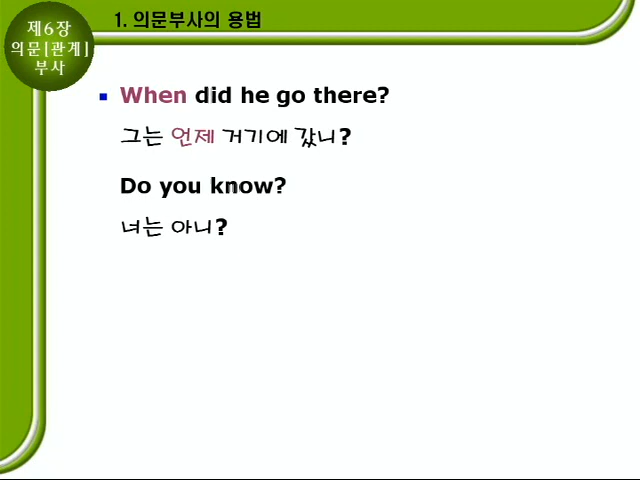 제6장
의문[관계]
부사
1. 의문부사의 용법
When did he go there?
그는 언제 거기에 갔니?
Do you know?
너는 아니?